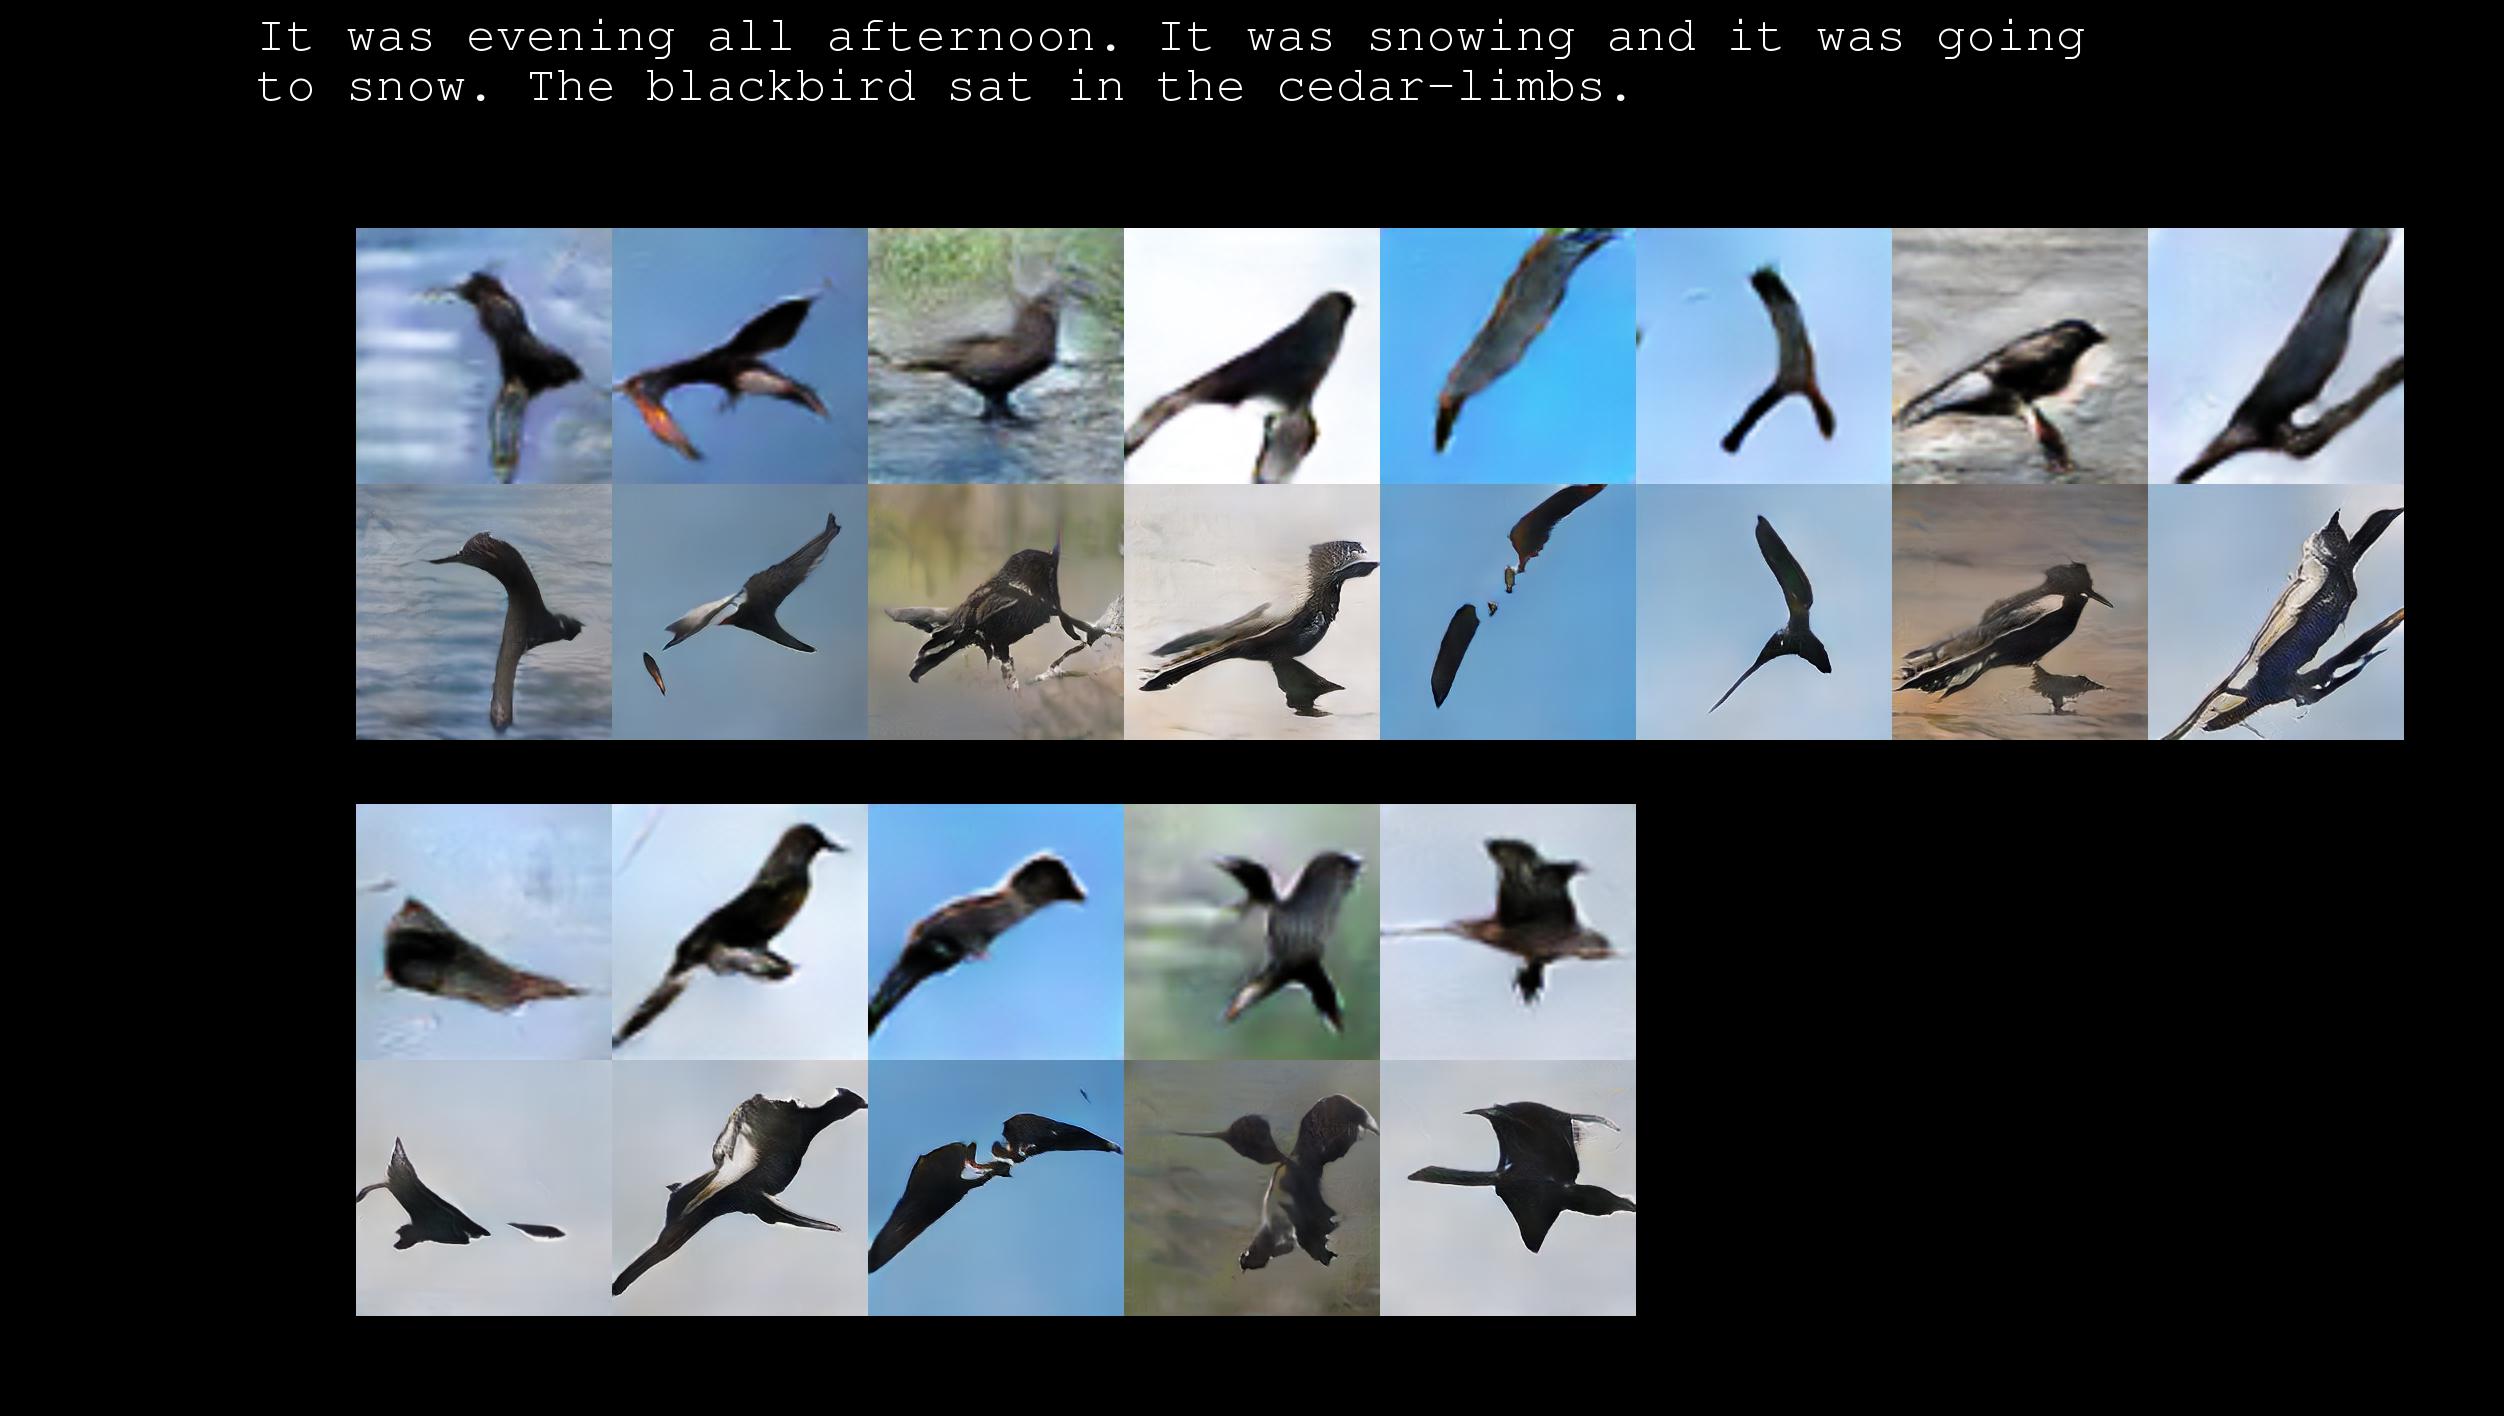 It was evening all afternoon. It was snowing and it was going
to snow. The blackbird sat in the cedar-limbs.